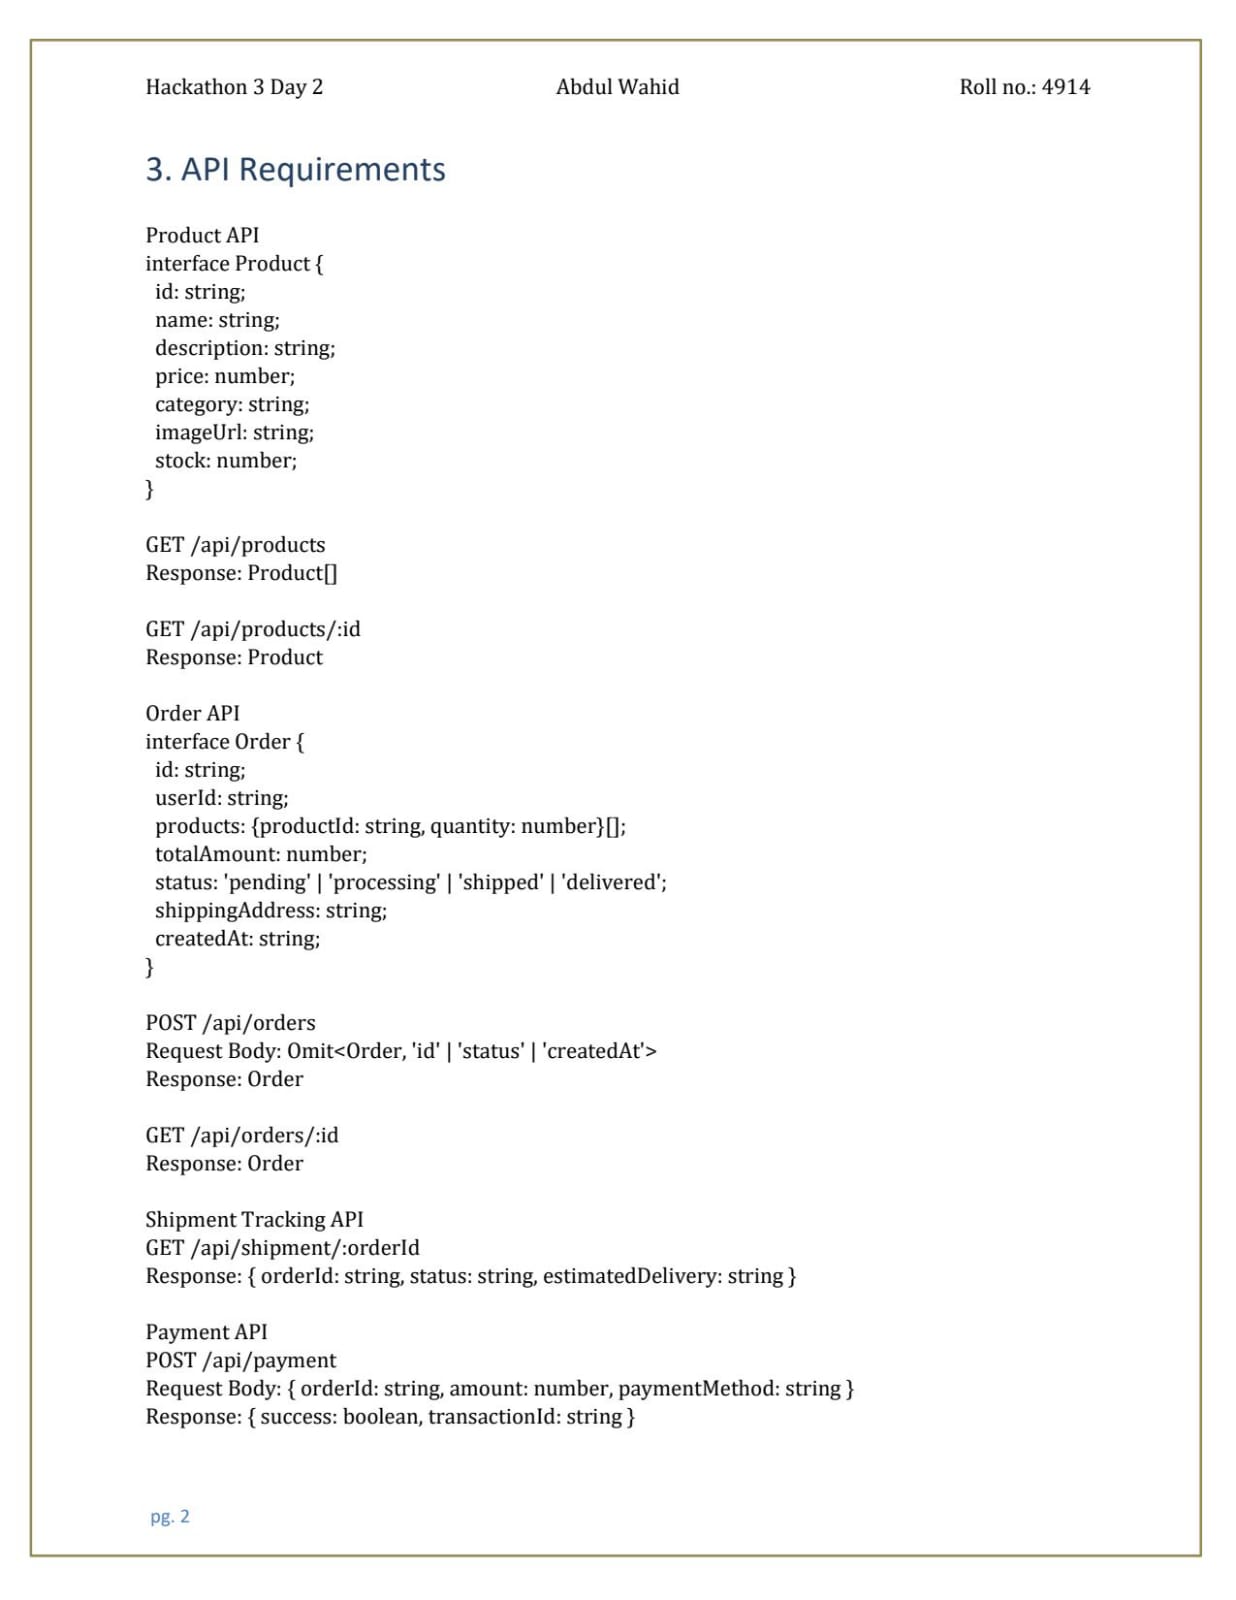 Hackathon 3 Day 2 Abdul Wahid Roll no.: 4914
3. API Requirements
Product API
interface Product {
id: string;
name: string;
description: string;
price: number;
category: string;
imageUrl: string;
stock: number;
}
GET /api/products
Response: Product[]
GET /api/products/:id
Response: Product
Order API
interface Order {
id: string;
userId: string;
products: {productId: string, quantity: number}[];
totalAmount: number;
status: 'pending' | 'processing' | 'shipped' | 'delivered';
shippingAddress: string;
createdAt: string;
}
POST /api/orders
Request Body: Omit<Order, 'id' | 'status' | 'createdAt'>
Response: Order
GET /api/orders/:id
Response: Order
Shipment Tracking API
GET /api/shipment/:orderId
Response: { orderId: string, status: string, estimatedDelivery: string }
Payment API
POST /api/payment
Request Body: { orderId: string, amount: number, paymentMethod: string }
Response: { success: boolean, transactionId: string }
pg. 2